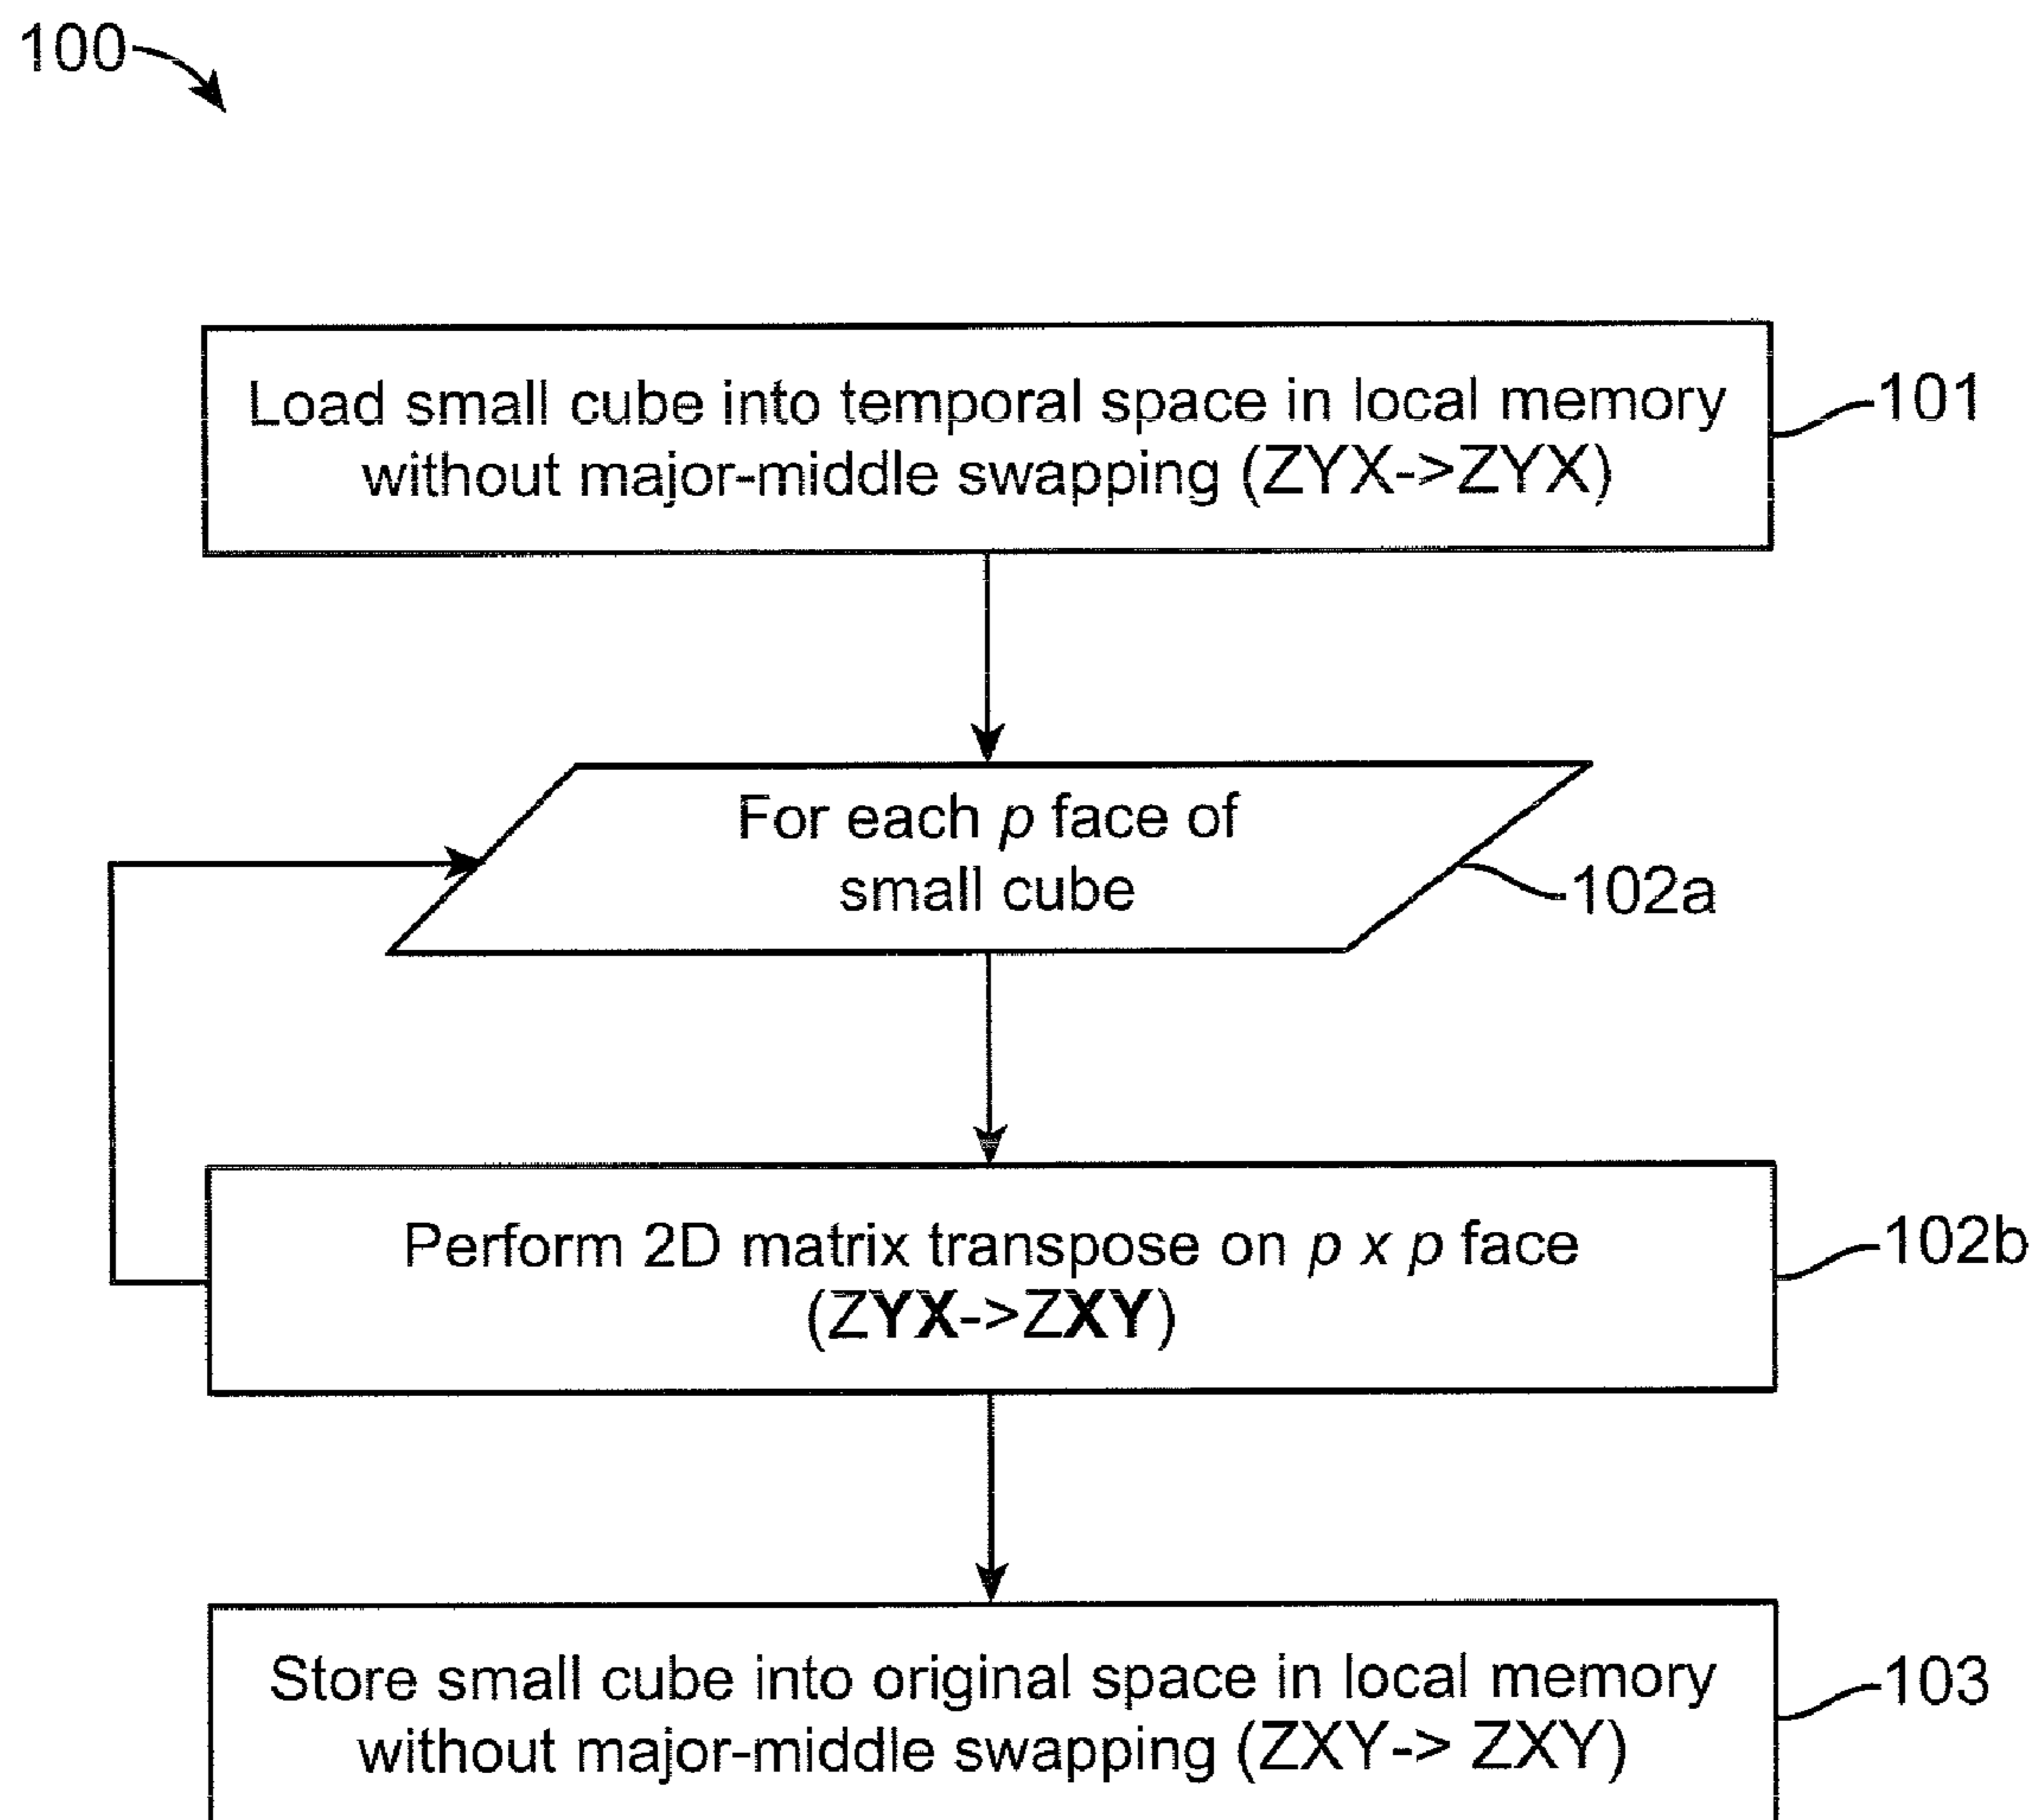 100
Load small cube into temporal space in local memory
without major-middle swapping (ZYX->ZYX)
101
For each p face of
small cube
102a
Perform 2D matrix transpose on p x p face
(ZYX->ZXY)
102b
Store small cube into original space in local memory
without major-middle swapping (ZXY-> ZXY)
103